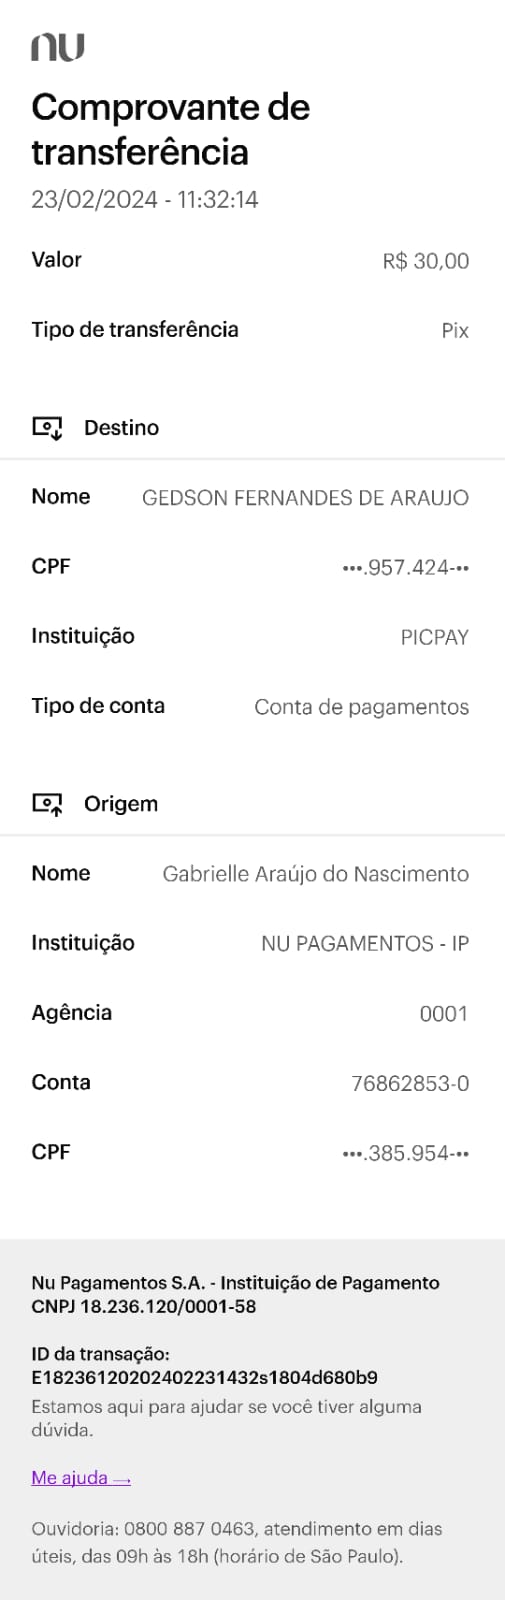 nu
Comprovante de
transferência
23/02/2024 - 11:32:14
Valor R$ 30,00
Tipo de transferência Pix
Destino
Nome GEDSON FERNANDES DE ARAUJO
CPF •••.957.424-••
Instituição PICPAY
Tipo de conta Conta de pagamentos
Origem
Nome Gabrielle Araújo do Nascimento
Instituição NU PAGAMENTOS - IP
Agência 0001
Conta 76862853-0
CPF •••.385.954-••
Nu Pagamentos S.A. - Instituição de Pagamento
CNPJ 18.236.120/0001-58
ID da transação:
E18236120202402231432s1804d680b9
Estamos aqui para ajudar se você tiver alguma
dúvida.
Me ajuda →
Ouvidoria: 0800 887 0463, atendimento em dias
úteis, das 09h às 18h (horário de São Paulo).